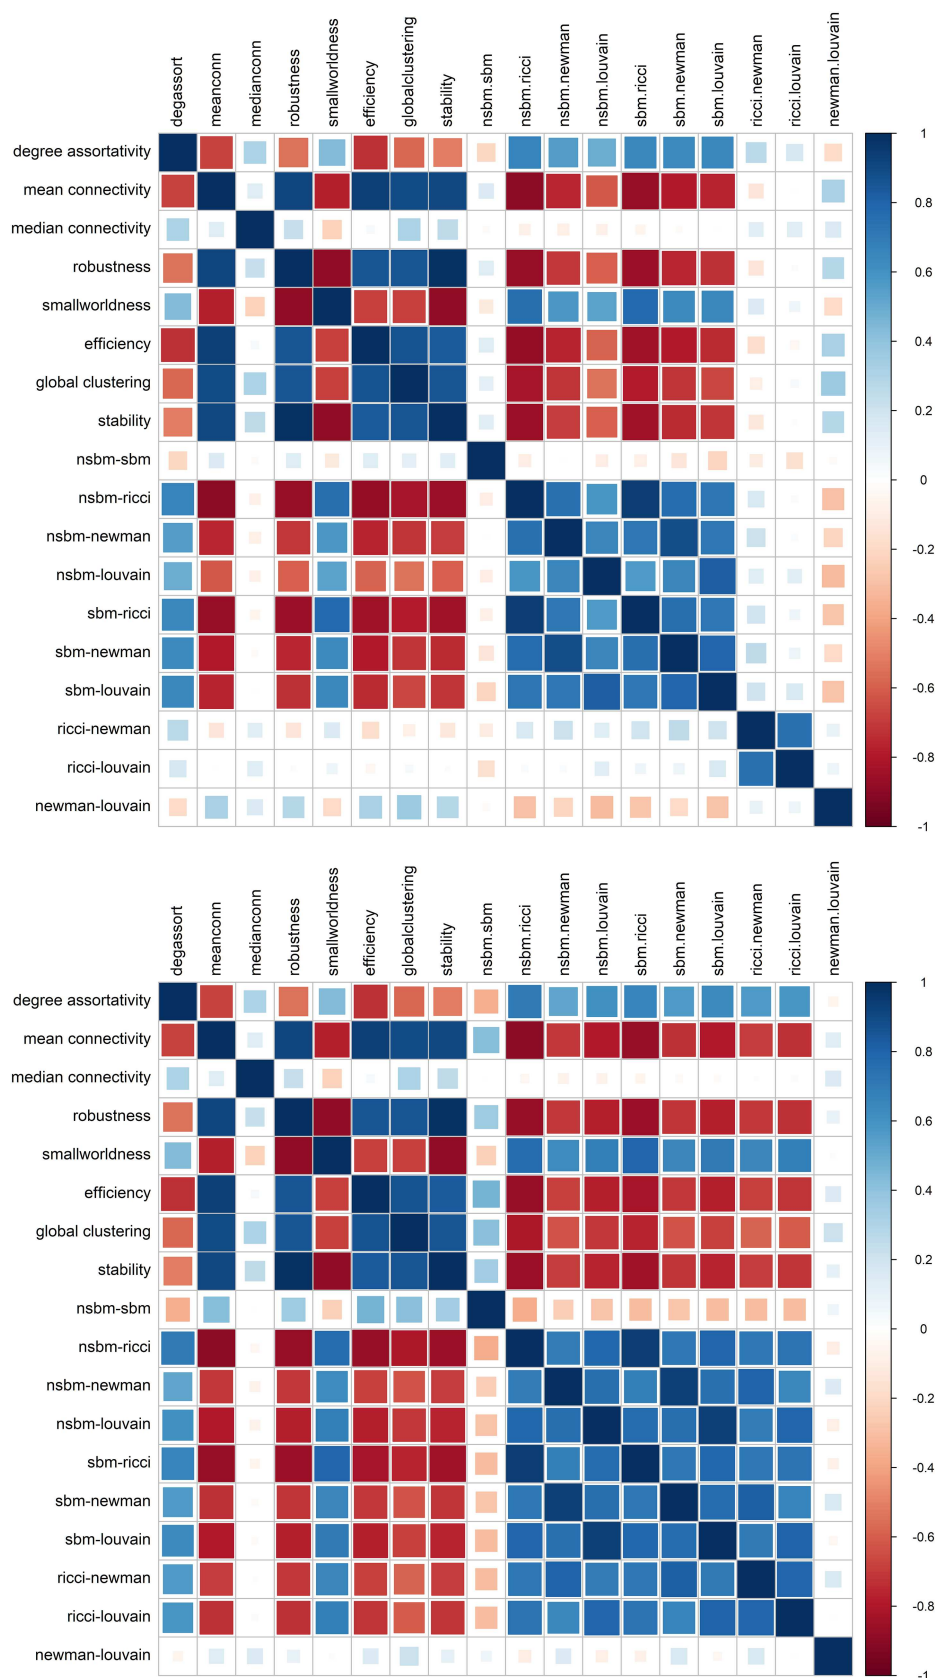 degassort
meanconn
medianconn
robustness
smallworldness
efficiency
globalclustering
stability
nsbm.sbm
nsbm.ricci
nsbm.newman
nsbm.louvain
sbm.ricci
sbm.newman
sbm.louvain
ricci.newman
ricci.louvain
newman.louvain
degree assortativity
mean connectivity
median connectivity
robustness
smallworldness
efficiency
global clustering
stability
nsbm-sbm
nsbm-ricci
nsbm-newman
nsbm-louvain
sbm-ricci
sbm-newman
sbm-louvain
ricci-newman
ricci-louvain
newman-louvain
1
0.8
0.6
0.4
0.2
0
-0.2
-0.4
-0.6
-0.8
-1
degassort
meanconn
medianconn
robustness
smallworldness
efficiency
globalclustering
stability
nsbm.sbm
nsbm.ricci
nsbm.newman
nsbm.louvain
sbm.ricci
sbm.newman
sbm.louvain
ricci.newman
ricci.louvain
newman.louvain
degree assortativity
mean connectivity
median connectivity
robustness
smallworldness
efficiency
global clustering
stability
nsbm-sbm
nsbm-ricci
nsbm-newman
nsbm-louvain
sbm-ricci
sbm-newman
sbm-louvain
ricci-newman
ricci-louvain
newman-louvain
1
0.8
0.6
0.4
0.2
0
-0.2
-0.4
-0.6
-0.8
-1